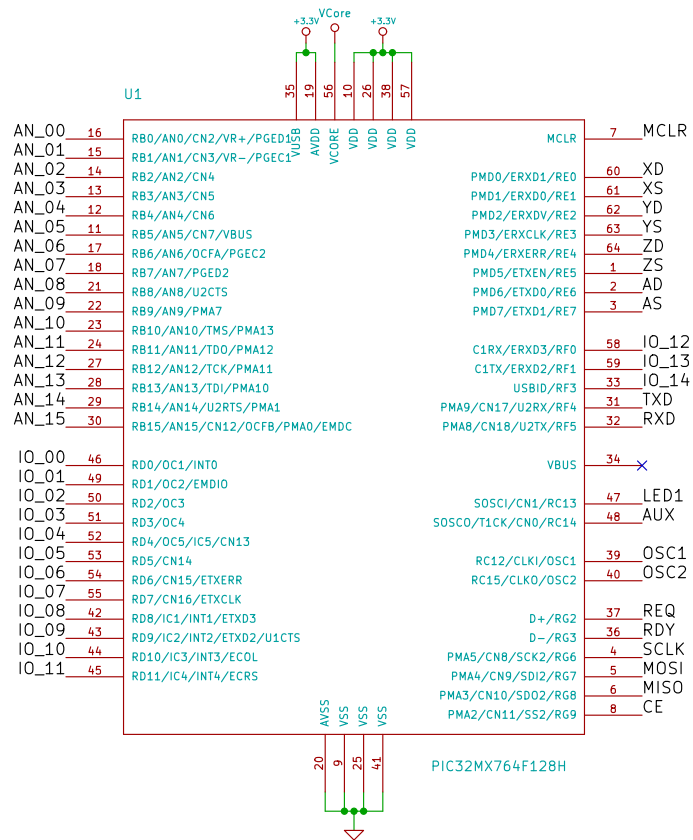 VCore
+3.3V +3.3V
35 19 56 10 26 38 57
U1
VUSB AVDD VCORE VDD VDD VDD VDD
AN_00 16 RB0/AN0/CN2/VR+/PGED1
AN_01 15 RB1/AN1/CN3/VR-/PGEC1
AN_02 14 RB2/AN2/CN4
AN_03 13 RB3/AN3/CN5
AN_04 12 RB4/AN4/CN6
AN_05 11 RB5/AN5/CN7/VBUS
AN_06 17 RB6/AN6/OCFA/PGEC2
AN_07 18 RB7/AN7/PGED2
AN_08 21 RB8/AN8/U2CTS
AN_09 22 RB9/AN9/PMA7
AN_10 23 RB10/AN10/TMS/PMA13
AN_11 24 RB11/AN11/TDO/PMA12
AN_12 27 RB12/AN12/TCK/PMA11
AN_13 28 RB13/AN13/TDI/PMA10
AN_14 29 RB14/AN14/U2RTS/PMA1
AN_15 30 RB15/AN15/CN12/OCFB/PMA0/EMDC
IO_00 46 RD0/OC1/INT0
IO_01 49 RD1/OC2/EMDIO
IO_02 50 RD2/OC3
IO_03 51 RD3/OC4
IO_04 52 RD4/OC5/IC5/CN13
IO_05 53 RD5/CN14
IO_06 54 RD6/CN15/ETXERR
IO_07 55 RD7/CN16/ETXCLK
IO_08 42 RD8/IC1/INT1/ETXD3
IO_09 43 RD9/IC2/INT2/ETXD2/U1CTS
IO_10 44 RD10/IC3/INT3/ECOL
IO_11 45 RD11/IC4/INT4/ECRS
MCLR 7 MCLR
PMD0/ERXD1/RE0 60 XD
PMD1/ERXD0/RE1 61 XS
PMD2/ERXDV/RE2 62 YD
PMD3/ERXCLK/RE3 63 YS
PMD4/ERXERR/RE4 64 ZD
PMD5/ETXEN/RE5 1 ZS
PMD6/ETXD0/RE6 2 AD
PMD7/ETXD1/RE7 3 AS
C1RX/ERXD3/RF0 58 IO_12
C1TX/ERXD2/RF1 59 IO_13
USBID/RF3 33 IO_14
PMA9/CN17/U2RX/RF4 31 TXD
PMA8/CN18/U2TX/RF5 32 RXD
VBUS 34
SOSCI/CN1/RC13 47 LED1
SOSCO/T1CK/CN0/RC14 48 AUX
RC12/CLKI/OSC1 39 OSC1
RC15/CLKO/OSC2 40 OSC2
D+/RG2 37 REQ
D-/RG3 36 RDY
PMA5/CN8/SCK2/RG6 4 SCLK
PMA4/CN9/SDI2/RG7 5 MOSI
PMA3/CN10/SDO2/RG8 6 MISO
PMA2/CN11/SS2/RG9 8 CE
AVSS VSS VSS VSS
20 9 25 41
PIC32MX764F128H